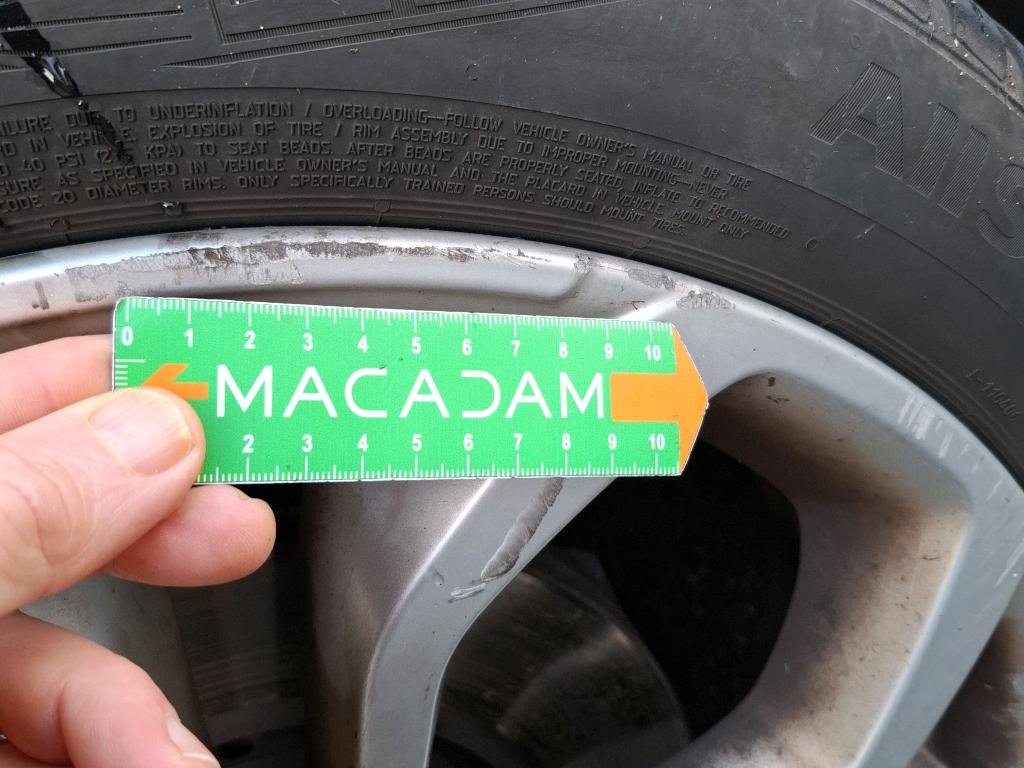 AllS
TO UNDERINFLATION / OVERLOADING—FOLLOW VEHICLE OWNER'S MANUAL OR TIRE
EXPLOSION OF TIRE / RIM ASSEMBLY DUE TO IMPROPER MOUNTING—NEVER
40 PSI KPA) TO SEAT BEADS. AFTER BEADS ARE PROPERLY SEATED, INFLATE TO RECOMMENDED
SURE AS SPECIFIED IN VEHICLE OWNER'S MANUAL AND THE PLACARD IN VEHICLE. MOUNT ONLY
CODE 20 DIAMETER RIMS. ONLY SPECIFICALLY TRAINED PERSONS SHOULD MOUNT
TIRES.
0 1 2 3 4 5 6 7 8 9 10
MACADAM
2 3 4 5 6 7 8 9 10